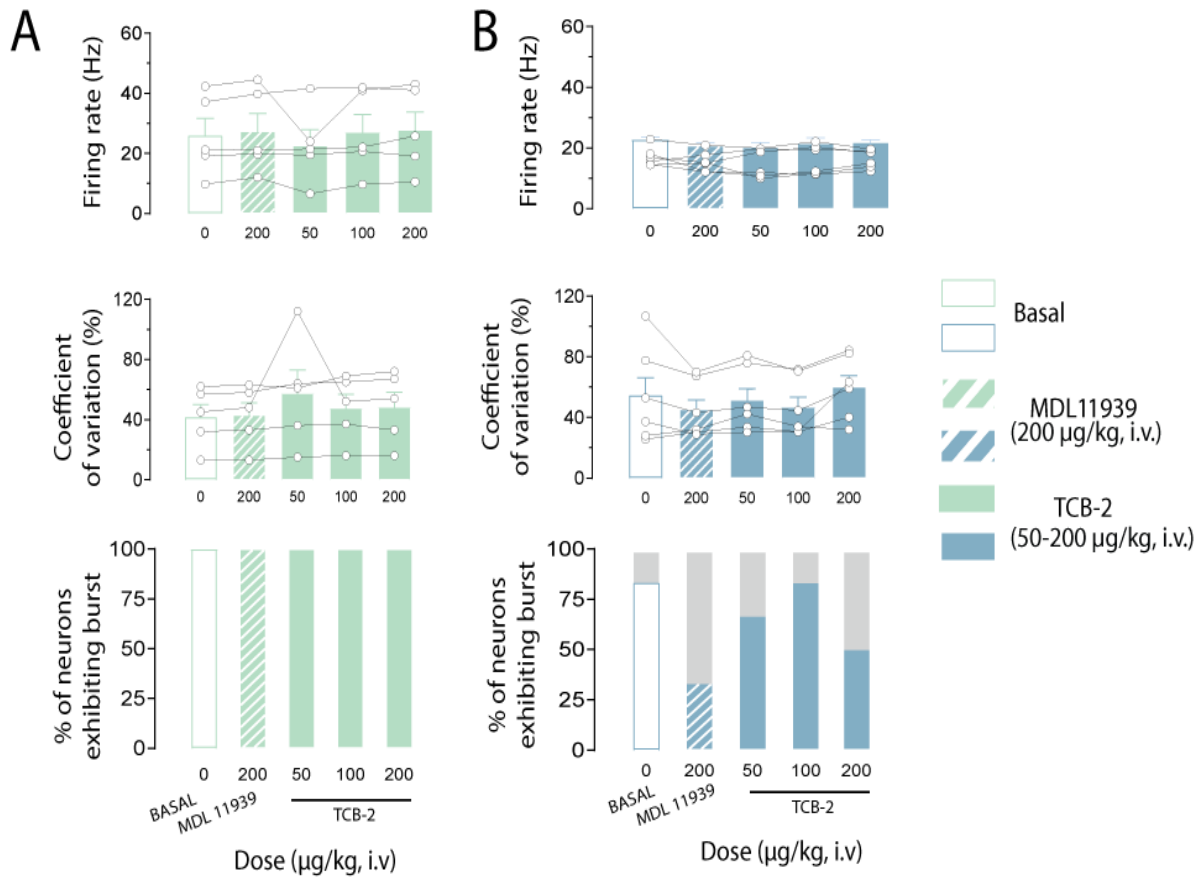 A
Firing rate (Hz)
60
40
20
0
0 200 50 100 200
B
Firing rate (Hz)
60
40
20
0
0 200 50 100 200
Coefficient
of variation (%)
120
80
40
0
0 200 50 100 200
Coefficient
of variation (%)
120
80
40
0
0 200 50 100 200
Basal
MDL11939
(200 µg/kg, i.v.)
TCB-2
(50-200 µg/kg, i.v.)
% of neurons
exhibiting burst
100
75
50
25
0
0 200 50 100 200
BASAL
MDL 11939
TCB-2
Dose (µg/kg, i.v)
% of neurons
exhibiting burst
100
75
50
25
0
0 200 50 100 200
BASAL
MDL 11939
TCB-2
Dose (µg/kg, i.v)